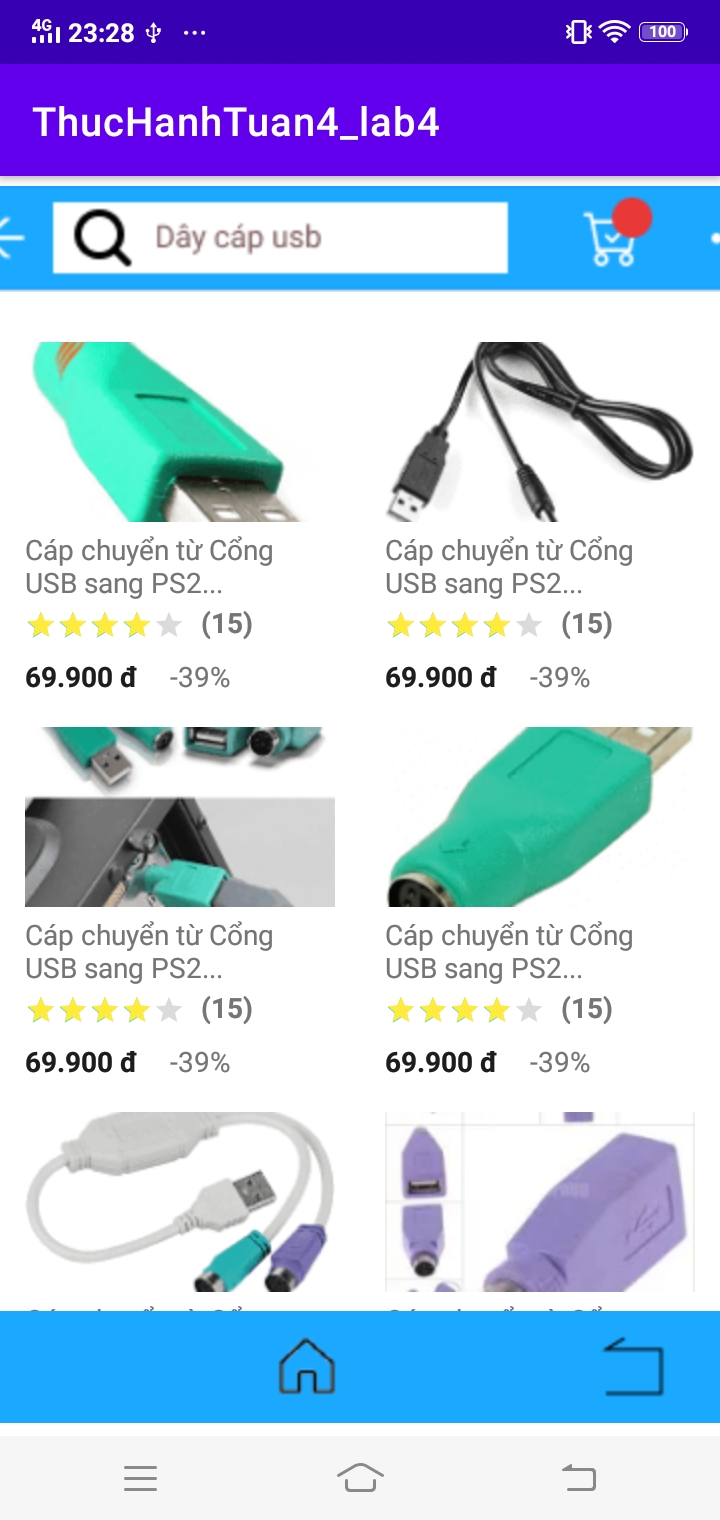 4G 23:28 100
ThucHanhTuan4_lab4
Dây cáp usb
Cáp chuyển từ Cổng
USB sang PS2...
(15)
69.900 đ -39%
Cáp chuyển từ Cổng
USB sang PS2...
(15)
69.900 đ -39%
Cáp chuyển từ Cổng
USB sang PS2...
(15)
69.900 đ -39%
Cáp chuyển từ Cổng
USB sang PS2...
(15)
69.900 đ -39%